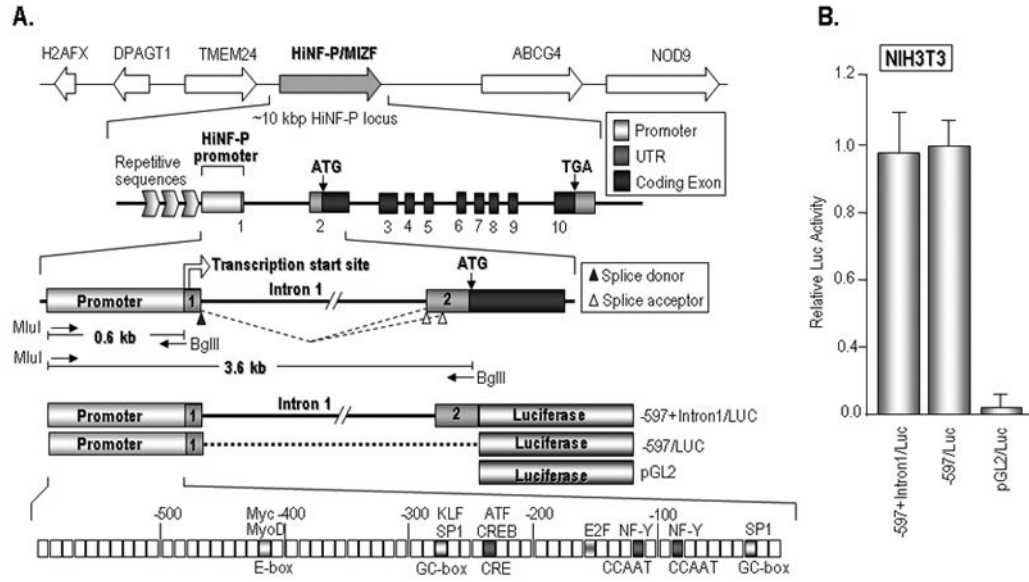 A.
H2AFX DPAGT1 TMEM24 HiNF-P/MIZF ABCG4 NOD9
~10 kbp HiNF-P locus
Promoter
UTR
Coding Exon
HiNF-P
promoter
Repetitive
sequences
ATG
TGA
1 2 3 4 5 6 7 8 9 10
Transcription start site
ATG
Splice donor
Splice acceptor
Promoter 1 Intron 1 2
MluI
0.6 kb
BglII
MluI
3.6 kb
BglII
Promoter 1 Intron 1 2 Luciferase -597+Intron1/LUC
Promoter 1 Luciferase -597/LUC
Luciferase pGL2
-500 -400 -300 -200 -100
Myc
MyoD
E-box
KLF
SP1
GC-box
ATF
CREB
CRE
E2F
NF-Y
CCAAT
NF-Y
CCAAT
SP1
GC-box
B.
NIH3T3
Relative Luc Activity
1.2
1.0
0.8
0.6
0.4
0.0
-597+Intron1/Luc
-597/Luc
pGL2/Luc